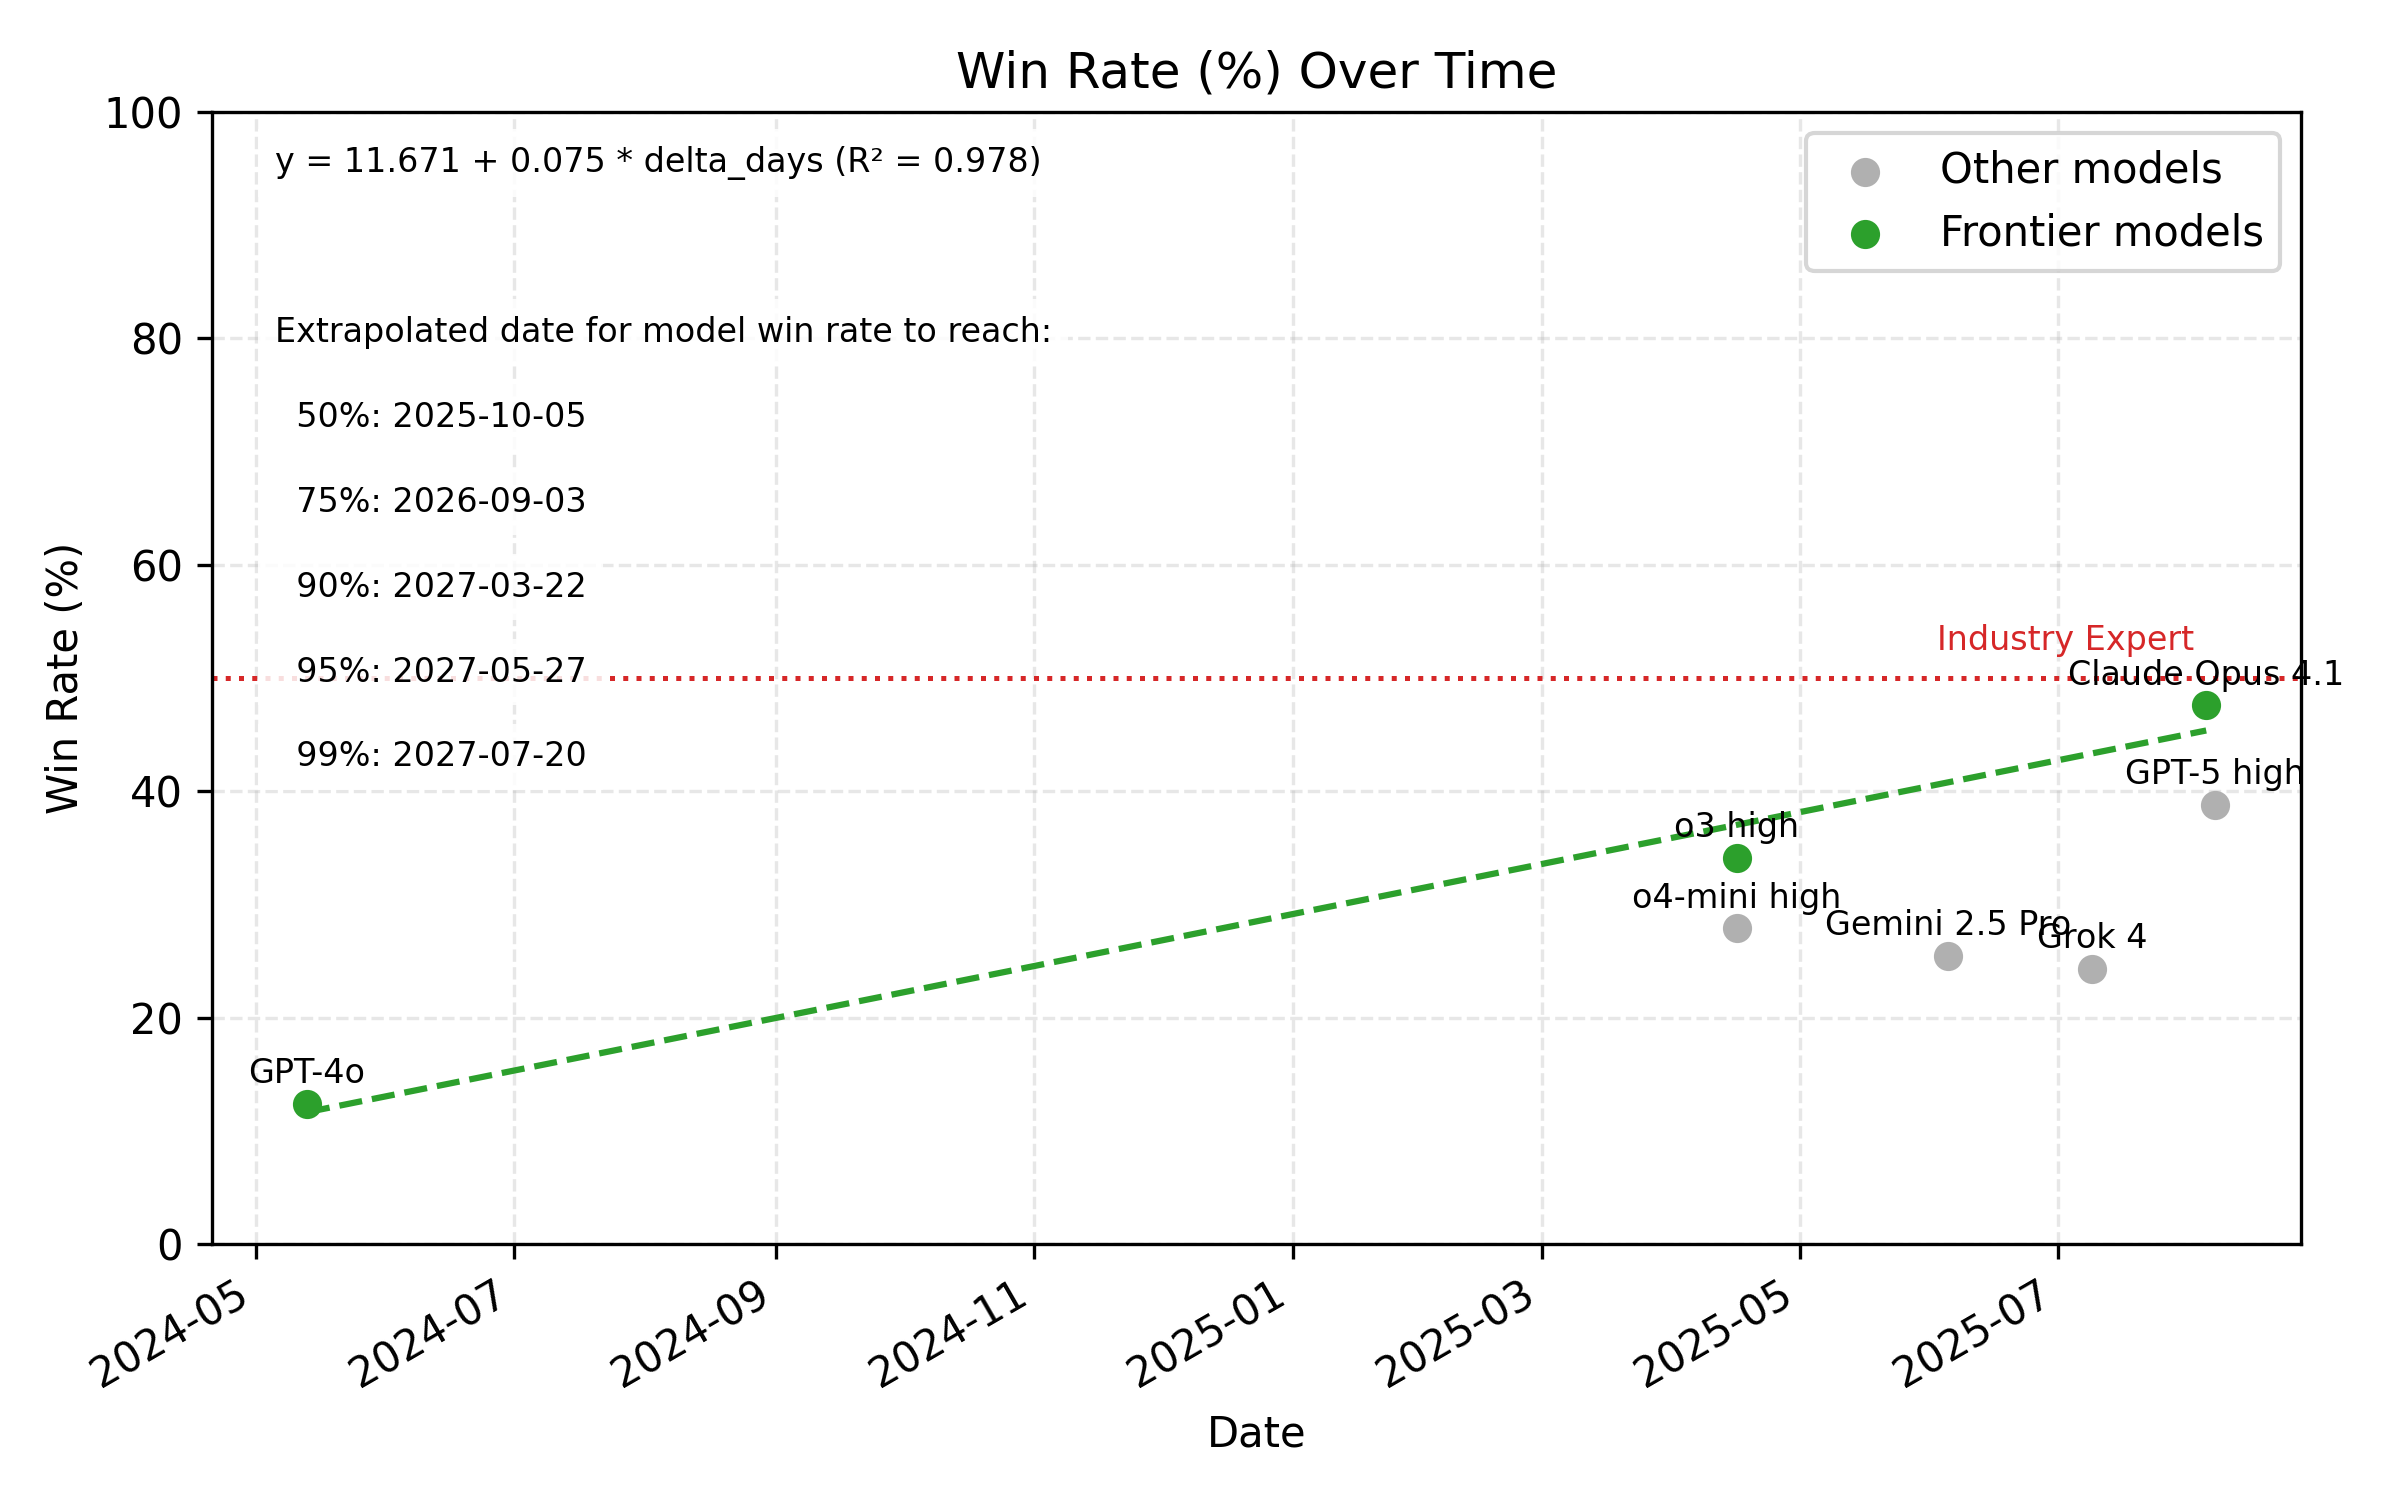 Win Rate (%) Over Time
100
80
60
40
20
0
Win Rate (%)
y = 11.671 + 0.075 * delta_days (R² = 0.978)
Extrapolated date for model win rate to reach:
50%: 2025-10-05
75%: 2026-09-03
90%: 2027-03-22
95%: 2027-05-27
99%: 2027-07-20
Other models
Frontier models
Industry Expert
Claude Opus 4.1
GPT-5 high
o3 high
o4-mini high
Gemini 2.5 Pro
Grok 4
GPT-4o
2024-05
2024-07
2024-09
2024-11
2025-01
2025-03
2025-05
2025-07
Date